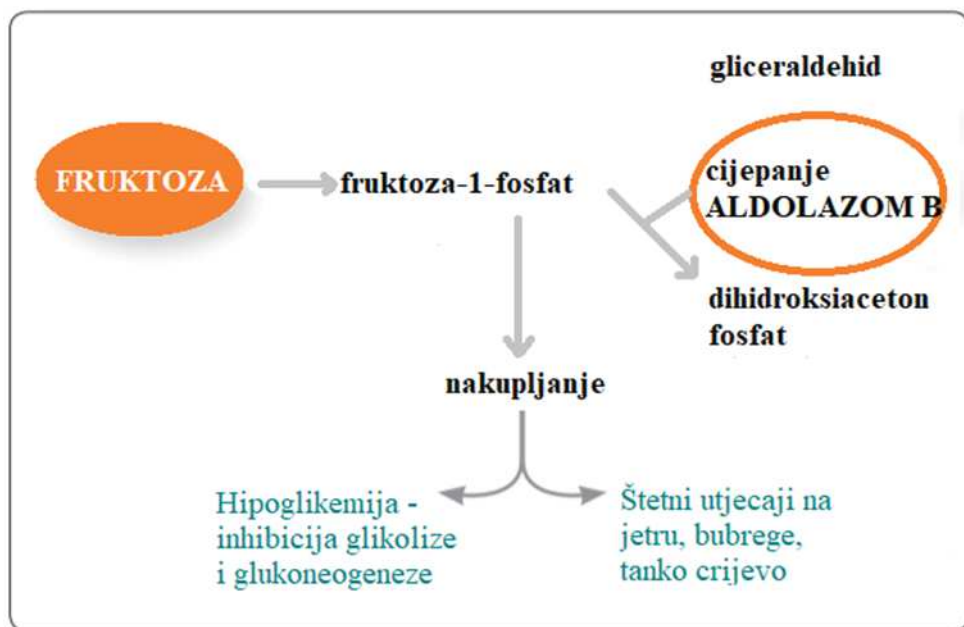 gliceraldehid
FRUKTOZA
fruktoza-1-fosfat
cijepanje
ALDOLAZOM B
dihidroksiaceton
fosfat
nakupljanje
Hipoglikemija -
inhibicija glikolize
i glukoneogeneze
Štetni utjecaji na
jetru, bubrege,
tanko crijevo